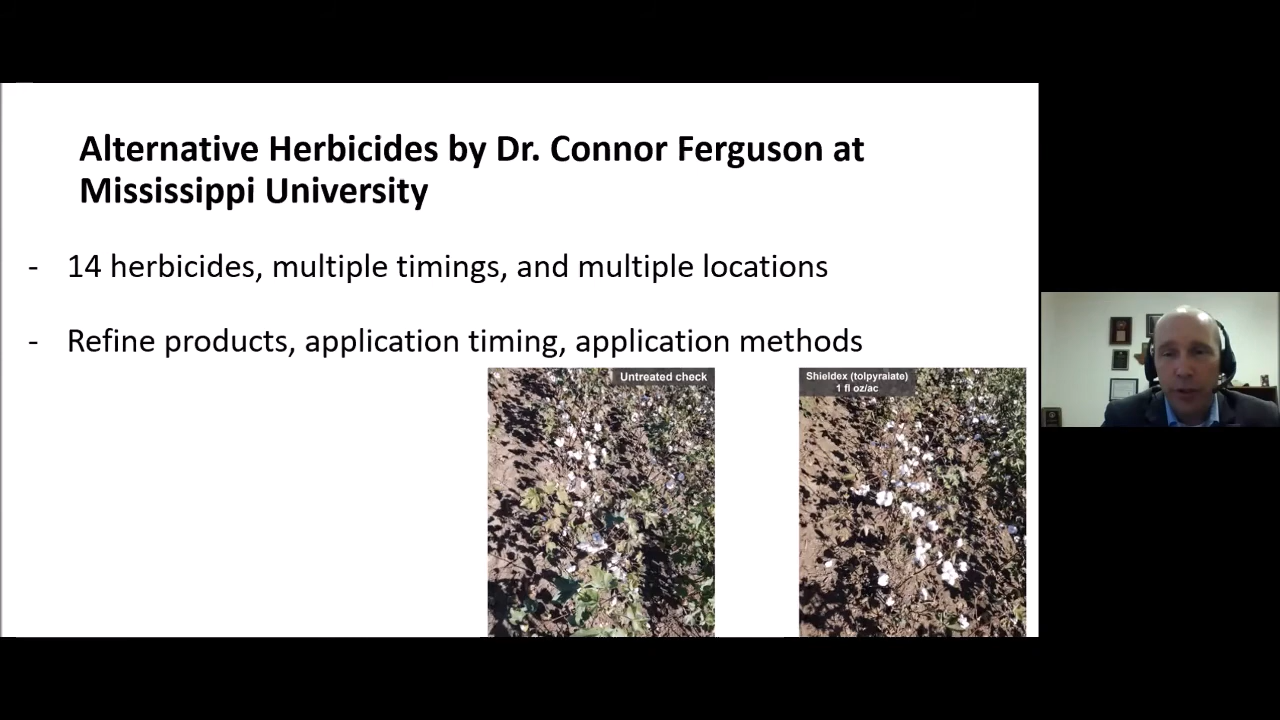 Alternative Herbicides by Dr. Connor Ferguson at
Mississippi University
- 14 herbicides, multiple timings, and multiple locations
- Refine products, application timing, application methods
Untreated check
Shieldex (tolpyralate)
1 fl oz/ac